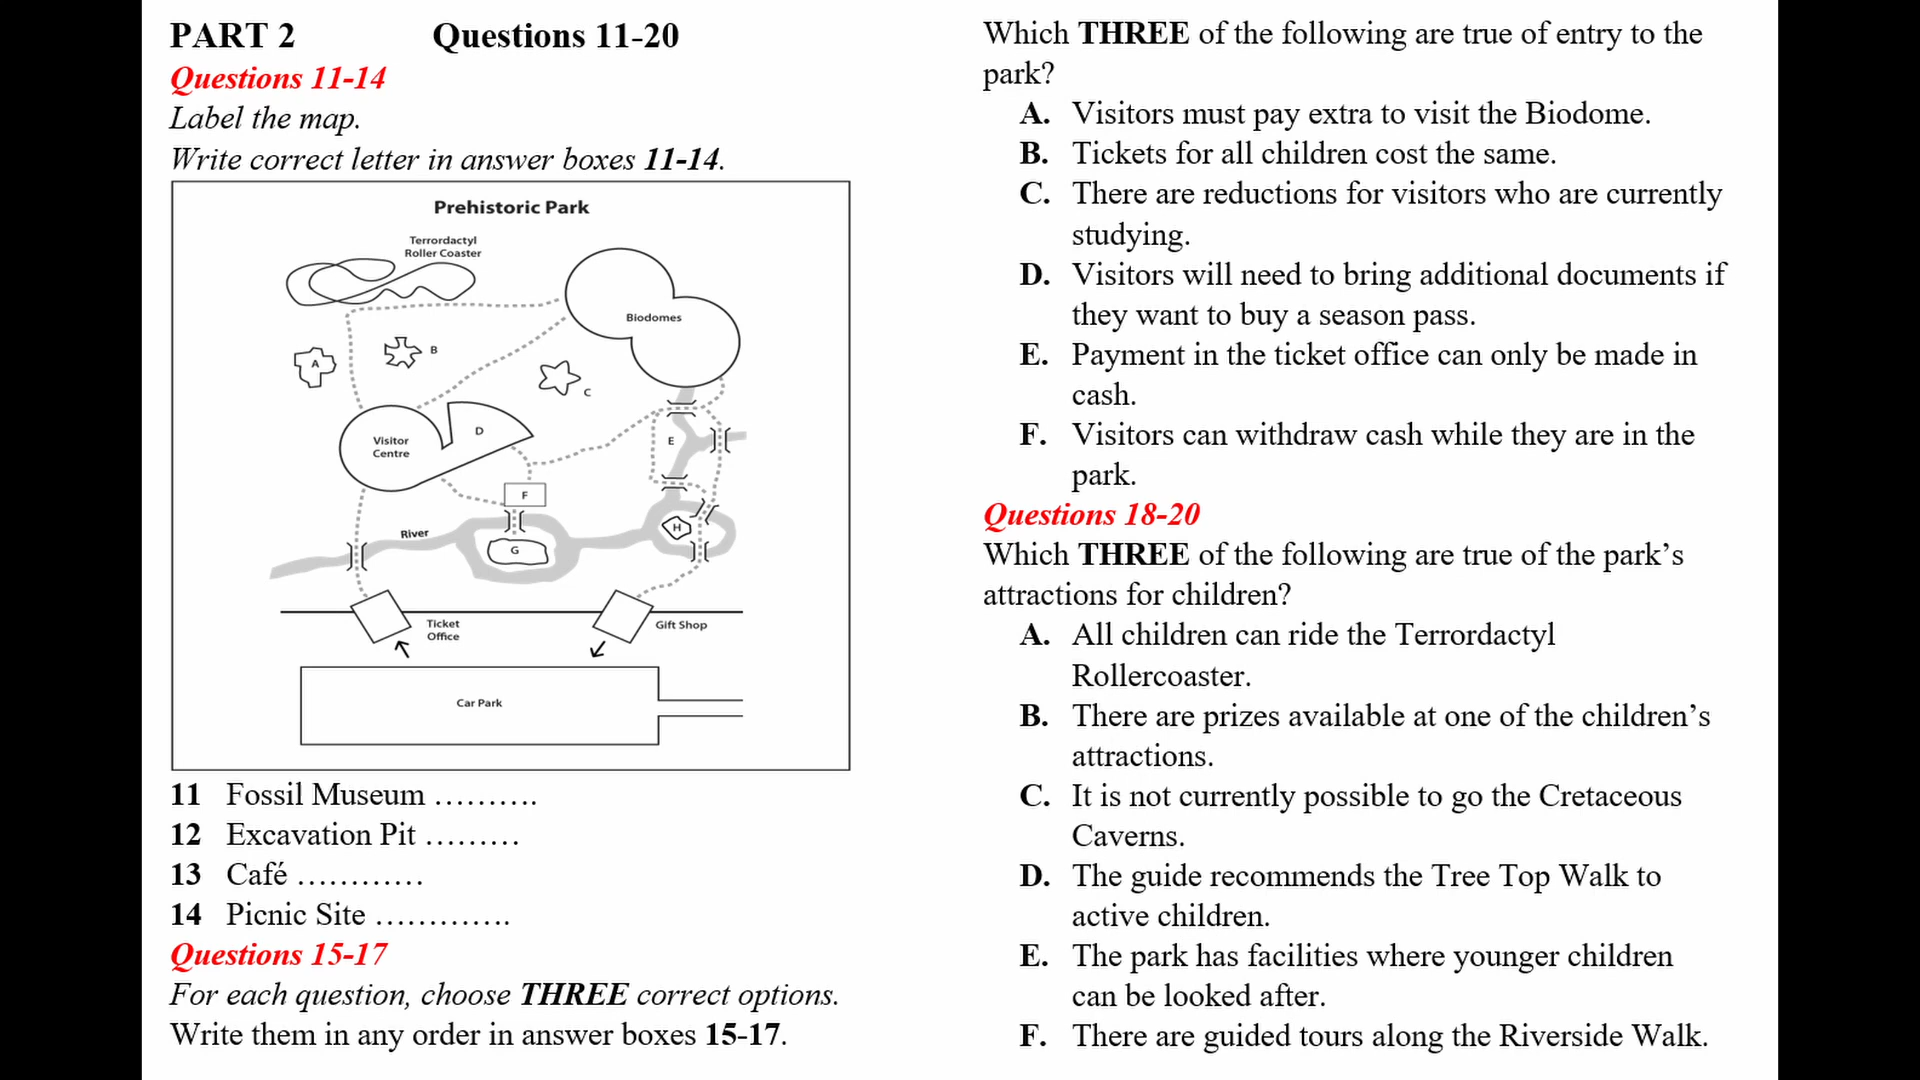 PART 2 Questions 11-20
Questions 11-14
Label the map.
Write correct letter in answer boxes 11-14.
Prehistoric Park
Terrordactyl
Roller Coaster
Biodomes
A
B
C
Visitor
Centre
D
E
F
River
G
H
Ticket
Office
Gift Shop
Car Park
11 Fossil Museum ……….
12 Excavation Pit ………
13 Café …………
14 Picnic Site ………….
Questions 15-17
For each question, choose THREE correct options.
Write them in any order in answer boxes 15-17.
Which THREE of the following are true of entry to the
park?
A. Visitors must pay extra to visit the Biodome.
B. Tickets for all children cost the same.
C. There are reductions for visitors who are currently
studying.
D. Visitors will need to bring additional documents if
they want to buy a season pass.
E. Payment in the ticket office can only be made in
cash.
F. Visitors can withdraw cash while they are in the
park.
Questions 18-20
Which THREE of the following are true of the park’s
attractions for children?
A. All children can ride the Terrordactyl
Rollercoaster.
B. There are prizes available at one of the children’s
attractions.
C. It is not currently possible to go the Cretaceous
Caverns.
D. The guide recommends the Tree Top Walk to
active children.
E. The park has facilities where younger children
can be looked after.
F. There are guided tours along the Riverside Walk.